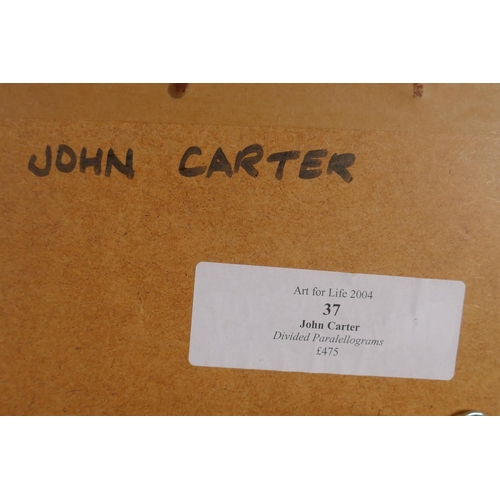 JOHN CARTER
Art for Life 2004
37
John Carter
Divided Paralellograms
£475